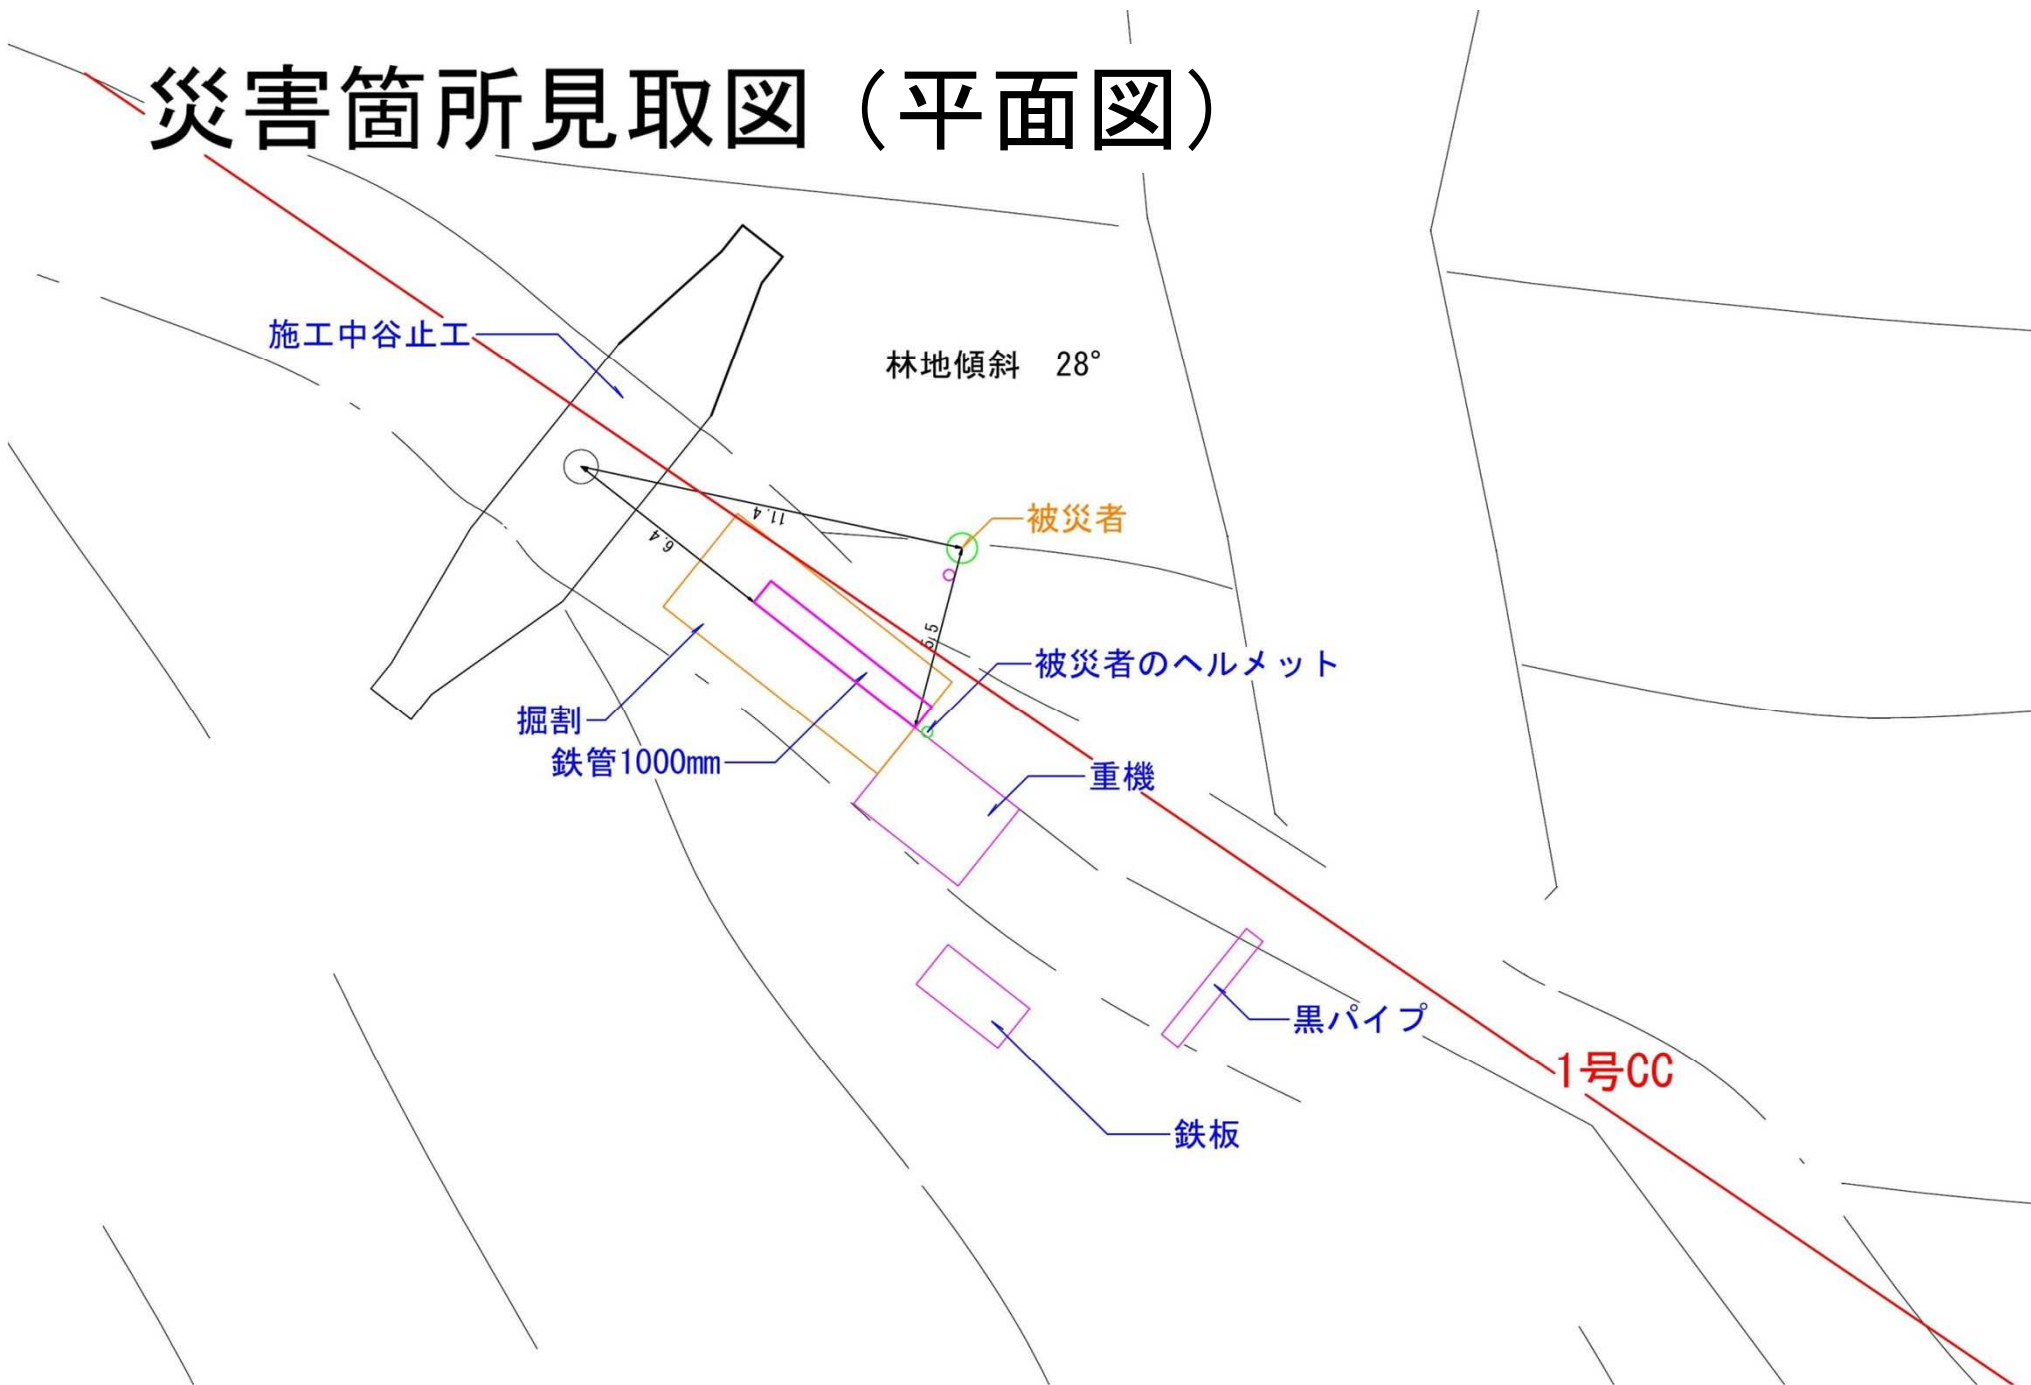 災害箇所見取図（平面図）
施工中谷止工
林地傾斜　28°
被災者
11.4
6.4
5.5
被災者のヘルメット
掘割
鉄管1000mm
重機
黒パイプ
1号CC
鉄板